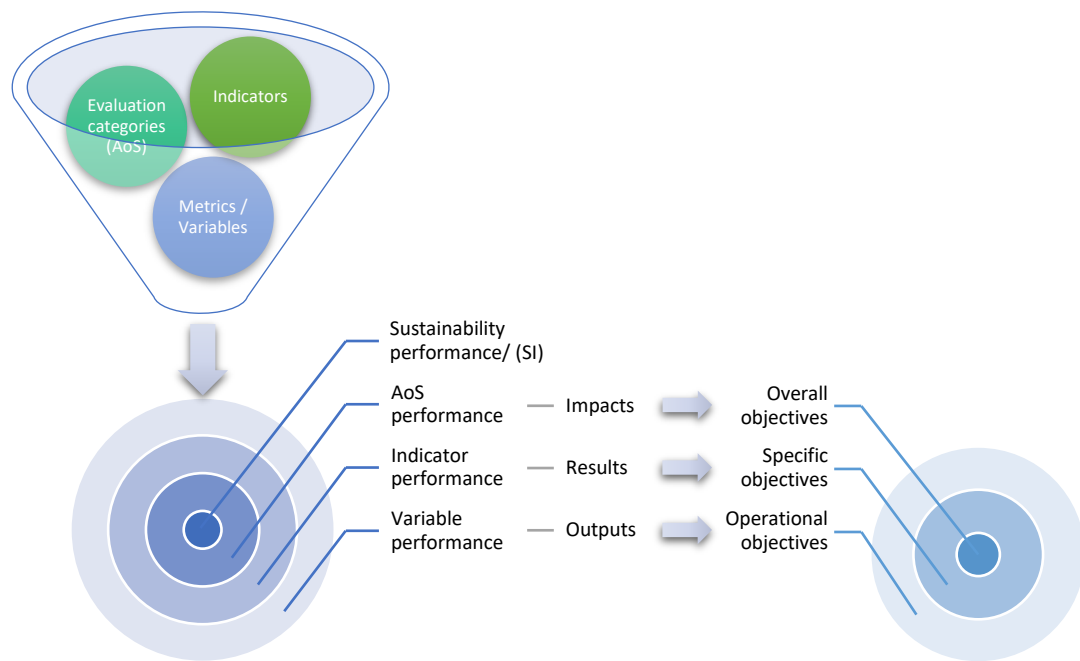 Indicators
Evaluation
categories
(AoS)
Metrics /
Variables
Sustainability
performance/ (SI)
AoS
performance
Impacts
Overall
objectives
Indicator
performance
Results
Specific
objectives
Variable
performance
Outputs
Operational
objectives